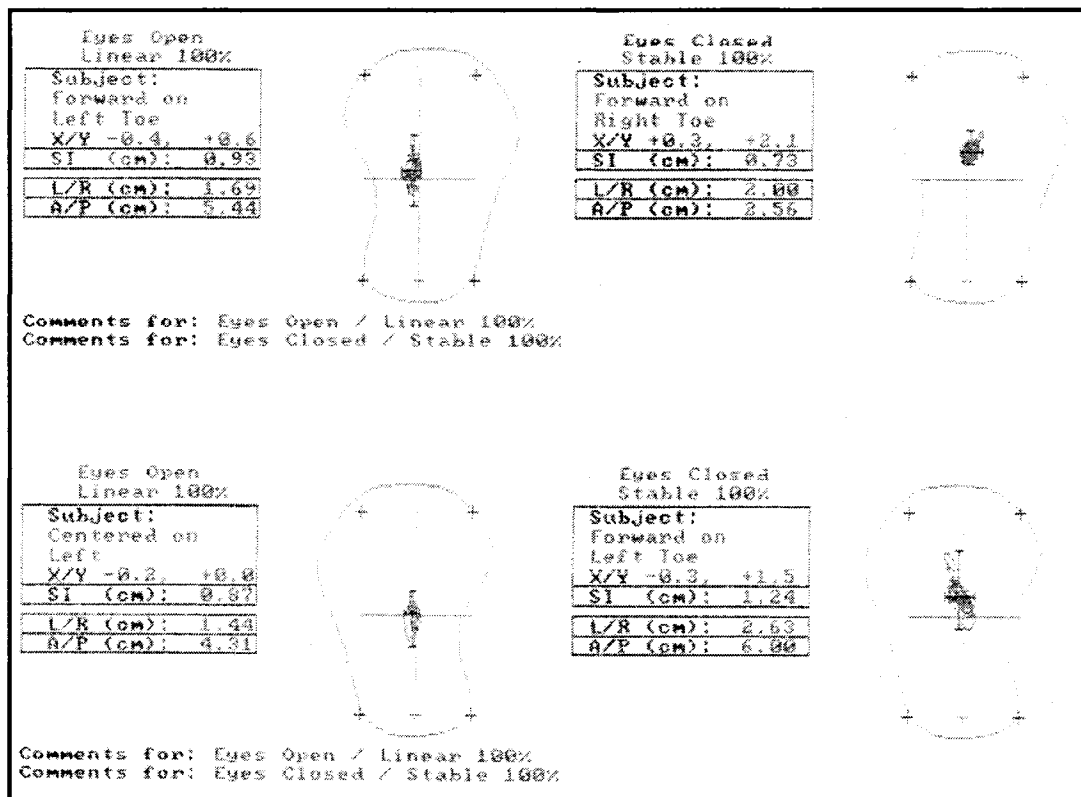 Eyes Open
Linear 100%
Subject:
Forward on
Left Toe
X/Y -0.4, +0.6
SI (cm): 0.93
L/R (cm): 1.69
A/P (cm): 5.44
Eyes Closed
Stable 100%
Subject:
Forward on
Right Toe
X/Y +0.3, +2.1
SI (cm): 0.73
L/R (cm): 2.00
A/P (cm): 2.56
Comments for: Eyes Open / Linear 100%
Comments for: Eyes Closed / Stable 100%
Eyes Open
Linear 100%
Subject:
Centered on
Left
X/Y -0.2, +0.0
SI (cm): 0.87
L/R (cm): 1.44
A/P (cm): 4.31
Eyes Closed
Stable 100%
Subject:
Forward on
Left Toe
X/Y -0.3, +1.5
SI (cm): 1.24
L/R (cm): 2.63
A/P (cm): 6.00
Comments for: Eyes Open / Linear 100%
Comments for: Eyes Closed / Stable 100%